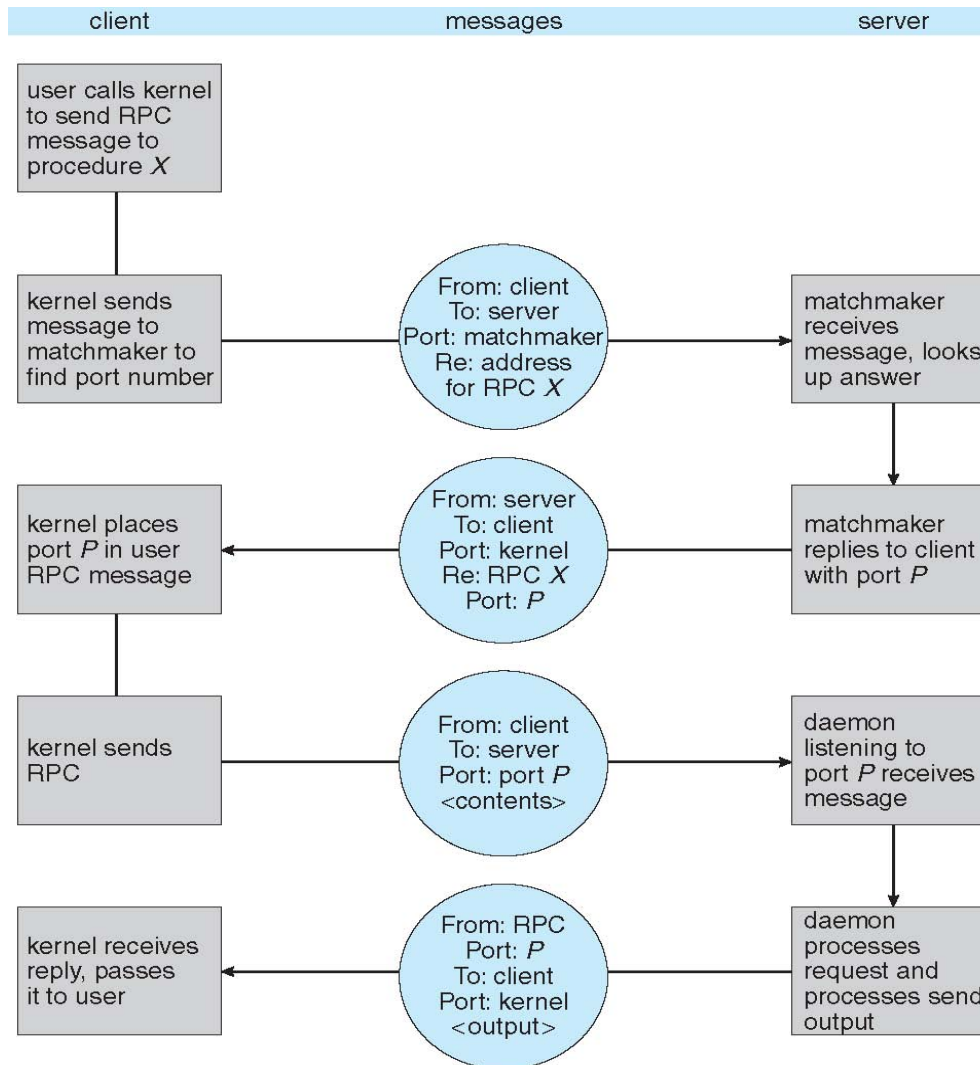 client messages server
user calls kernel
to send RPC
message to
procedure X
kernel sends
message to
matchmaker to
find port number
From: client
To: server
Port: matchmaker
Re: address
for RPC X
matchmaker
receives
message, looks
up answer
kernel places
port P in user
RPC message
From: server
To: client
Port: kernel
Re: RPC X
Port: P
matchmaker
replies to client
with port P
kernel sends
RPC
From: client
To: server
Port: port P
<contents>
daemon
listening to
port P receives
message
kernel receives
reply, passes
it to user
From: RPC
Port: P
To: client
Port: kernel
<output>
daemon
processes
request and
processes send
output